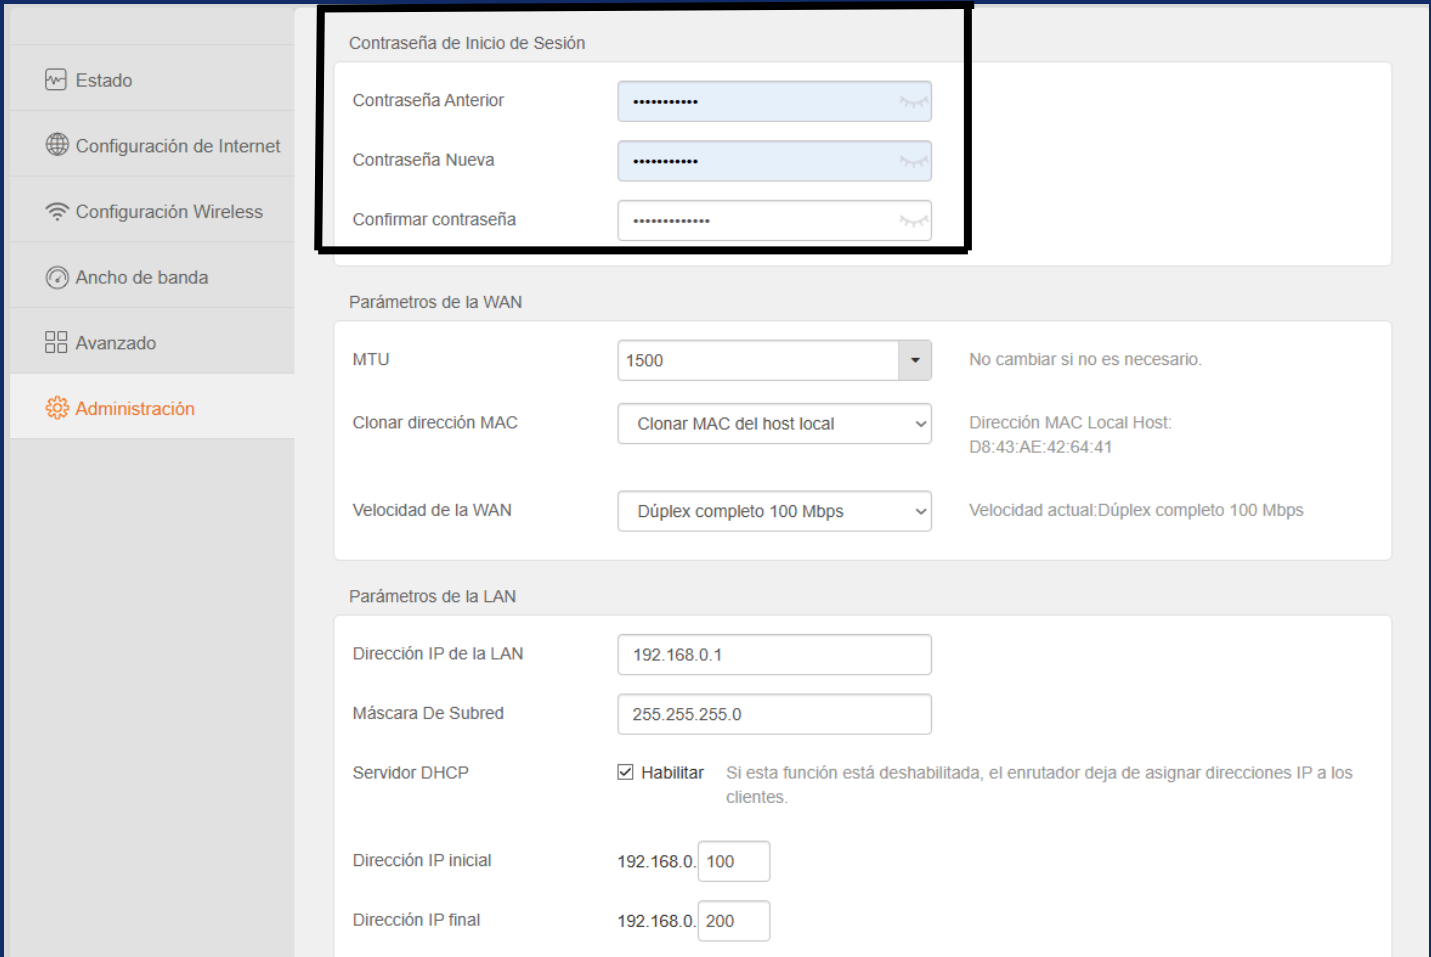 Contraseña de Inicio de Sesión
Contraseña Anterior
•••••••••••
Contraseña Nueva
•••••••••••
Confirmar contraseña
•••••••••••••
Estado
Configuración de Internet
Configuración Wireless
Ancho de banda
Avanzado
Administración
Parámetros de la WAN
MTU 1500 No cambiar si no es necesario.
Clonar dirección MAC Clonar MAC del host local Dirección MAC Local Host:
D8:43:AE:42:64:41
Velocidad de la WAN Dúplex completo 100 Mbps Velocidad actual:Dúplex completo 100 Mbps
Parámetros de la LAN
Dirección IP de la LAN 192.168.0.1
Máscara De Subred 255.255.255.0
Servidor DHCP Habilitar Si esta función está deshabilitada, el enrutador deja de asignar direcciones IP a los
clientes.
Dirección IP inicial 192.168.0. 100
Dirección IP final 192.168.0. 200